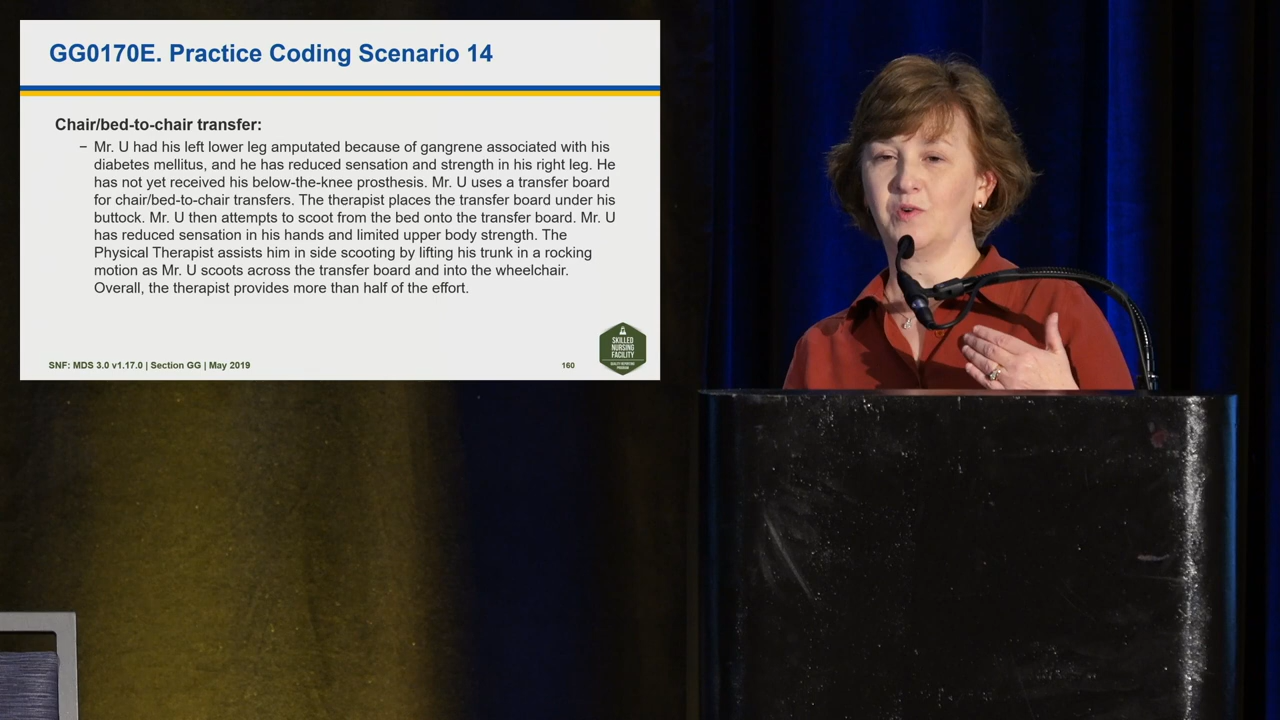 GG0170E. Practice Coding Scenario 14
Chair/bed-to-chair transfer:
− Mr. U had his left lower leg amputated because of gangrene associated with his
diabetes mellitus, and he has reduced sensation and strength in his right leg. He
has not yet received his below-the-knee prosthesis. Mr. U uses a transfer board
for chair/bed-to-chair transfers. The therapist places the transfer board under his
buttock. Mr. U then attempts to scoot from the bed onto the transfer board. Mr. U
has reduced sensation in his hands and limited upper body strength. The
Physical Therapist assists him in side scooting by lifting his trunk in a rocking
motion as Mr. U scoots across the transfer board and into the wheelchair.
Overall, the therapist provides more than half of the effort.
SKILLED
NURSING
FACILITY
QUALITY REPORTING
PROGRAM
SNF: MDS 3.0 v1.17.0 | Section GG | May 2019
160